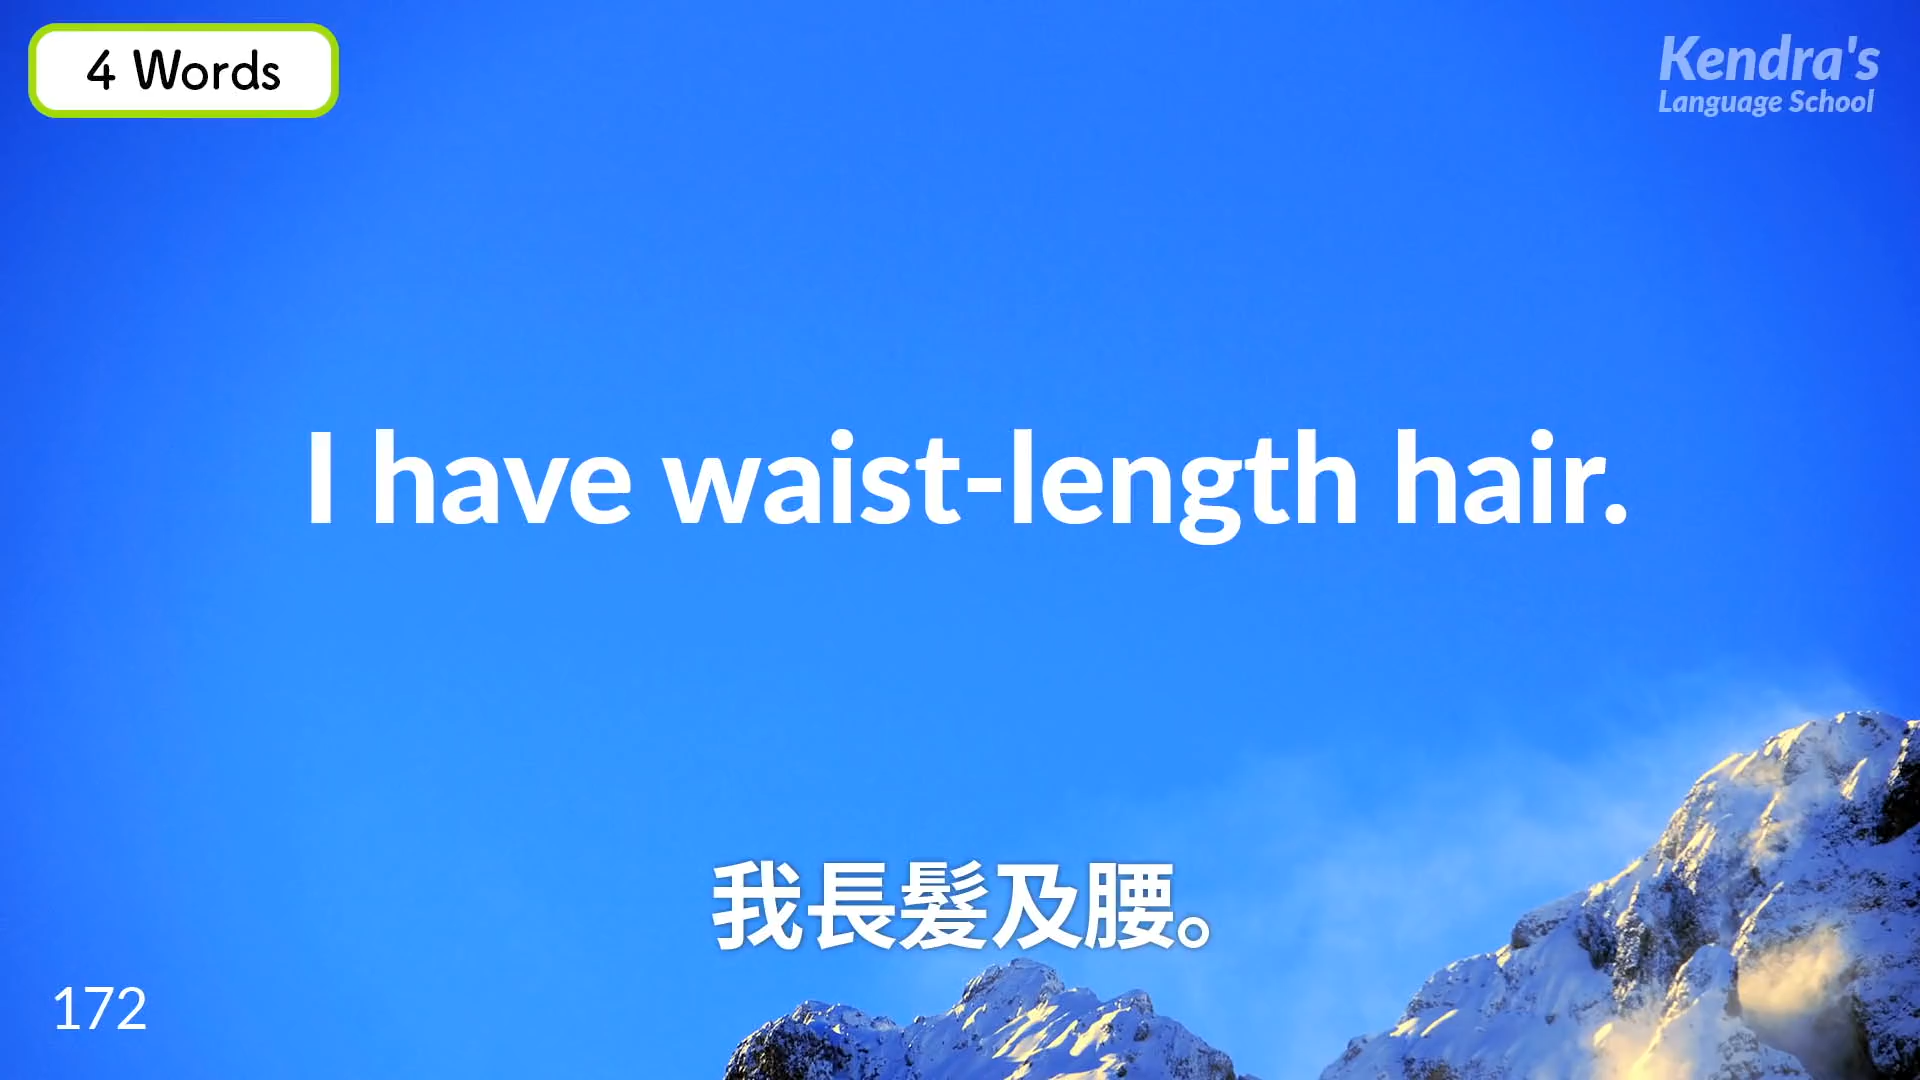 4 Words
Kendra's
Language School
I have waist-length hair.
我長髮及腰。
172